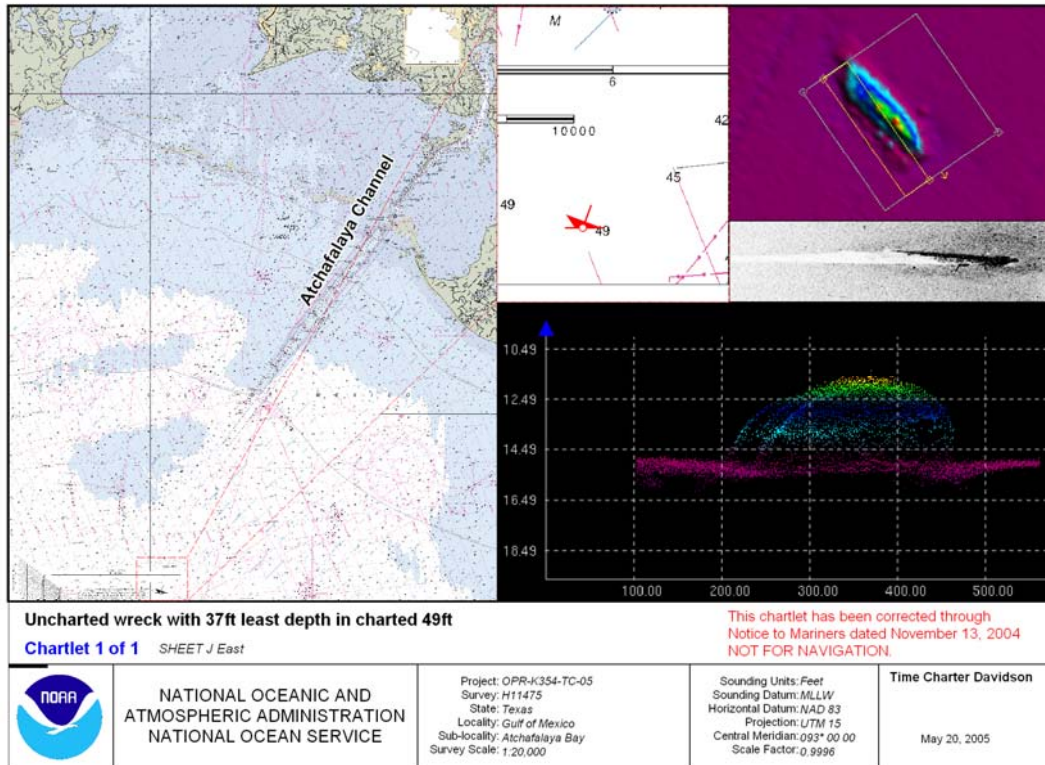 Atchafalaya Channel
M
6
10000
42
45
49
49
10.49
12.49
14.49
16.49
18.49
100.00 200.00 300.00 400.00 500.00
Uncharted wreck with 37ft least depth in charted 49ft
Chartlet 1 of 1 SHEET J East
This chartlet has been corrected through
Notice to Mariners dated November 13, 2004
NOT FOR NAVIGATION.
NOAA
NATIONAL OCEANIC AND
ATMOSPHERIC ADMINISTRATION
NATIONAL OCEAN SERVICE
Project: OPR-K354-TC-05
Survey: H11475
State: Texas
Locality: Gulf of Mexico
Sub-locality: Atchafalaya Bay
Survey Scale: 1:20,000
Sounding Units: Feet
Sounding Datum: MLLW
Horizontal Datum: NAD 83
Projection: UTM 15
Central Meridian: 093* 00 00
Scale Factor: 0.9996
Time Charter Davidson
May 20, 2005